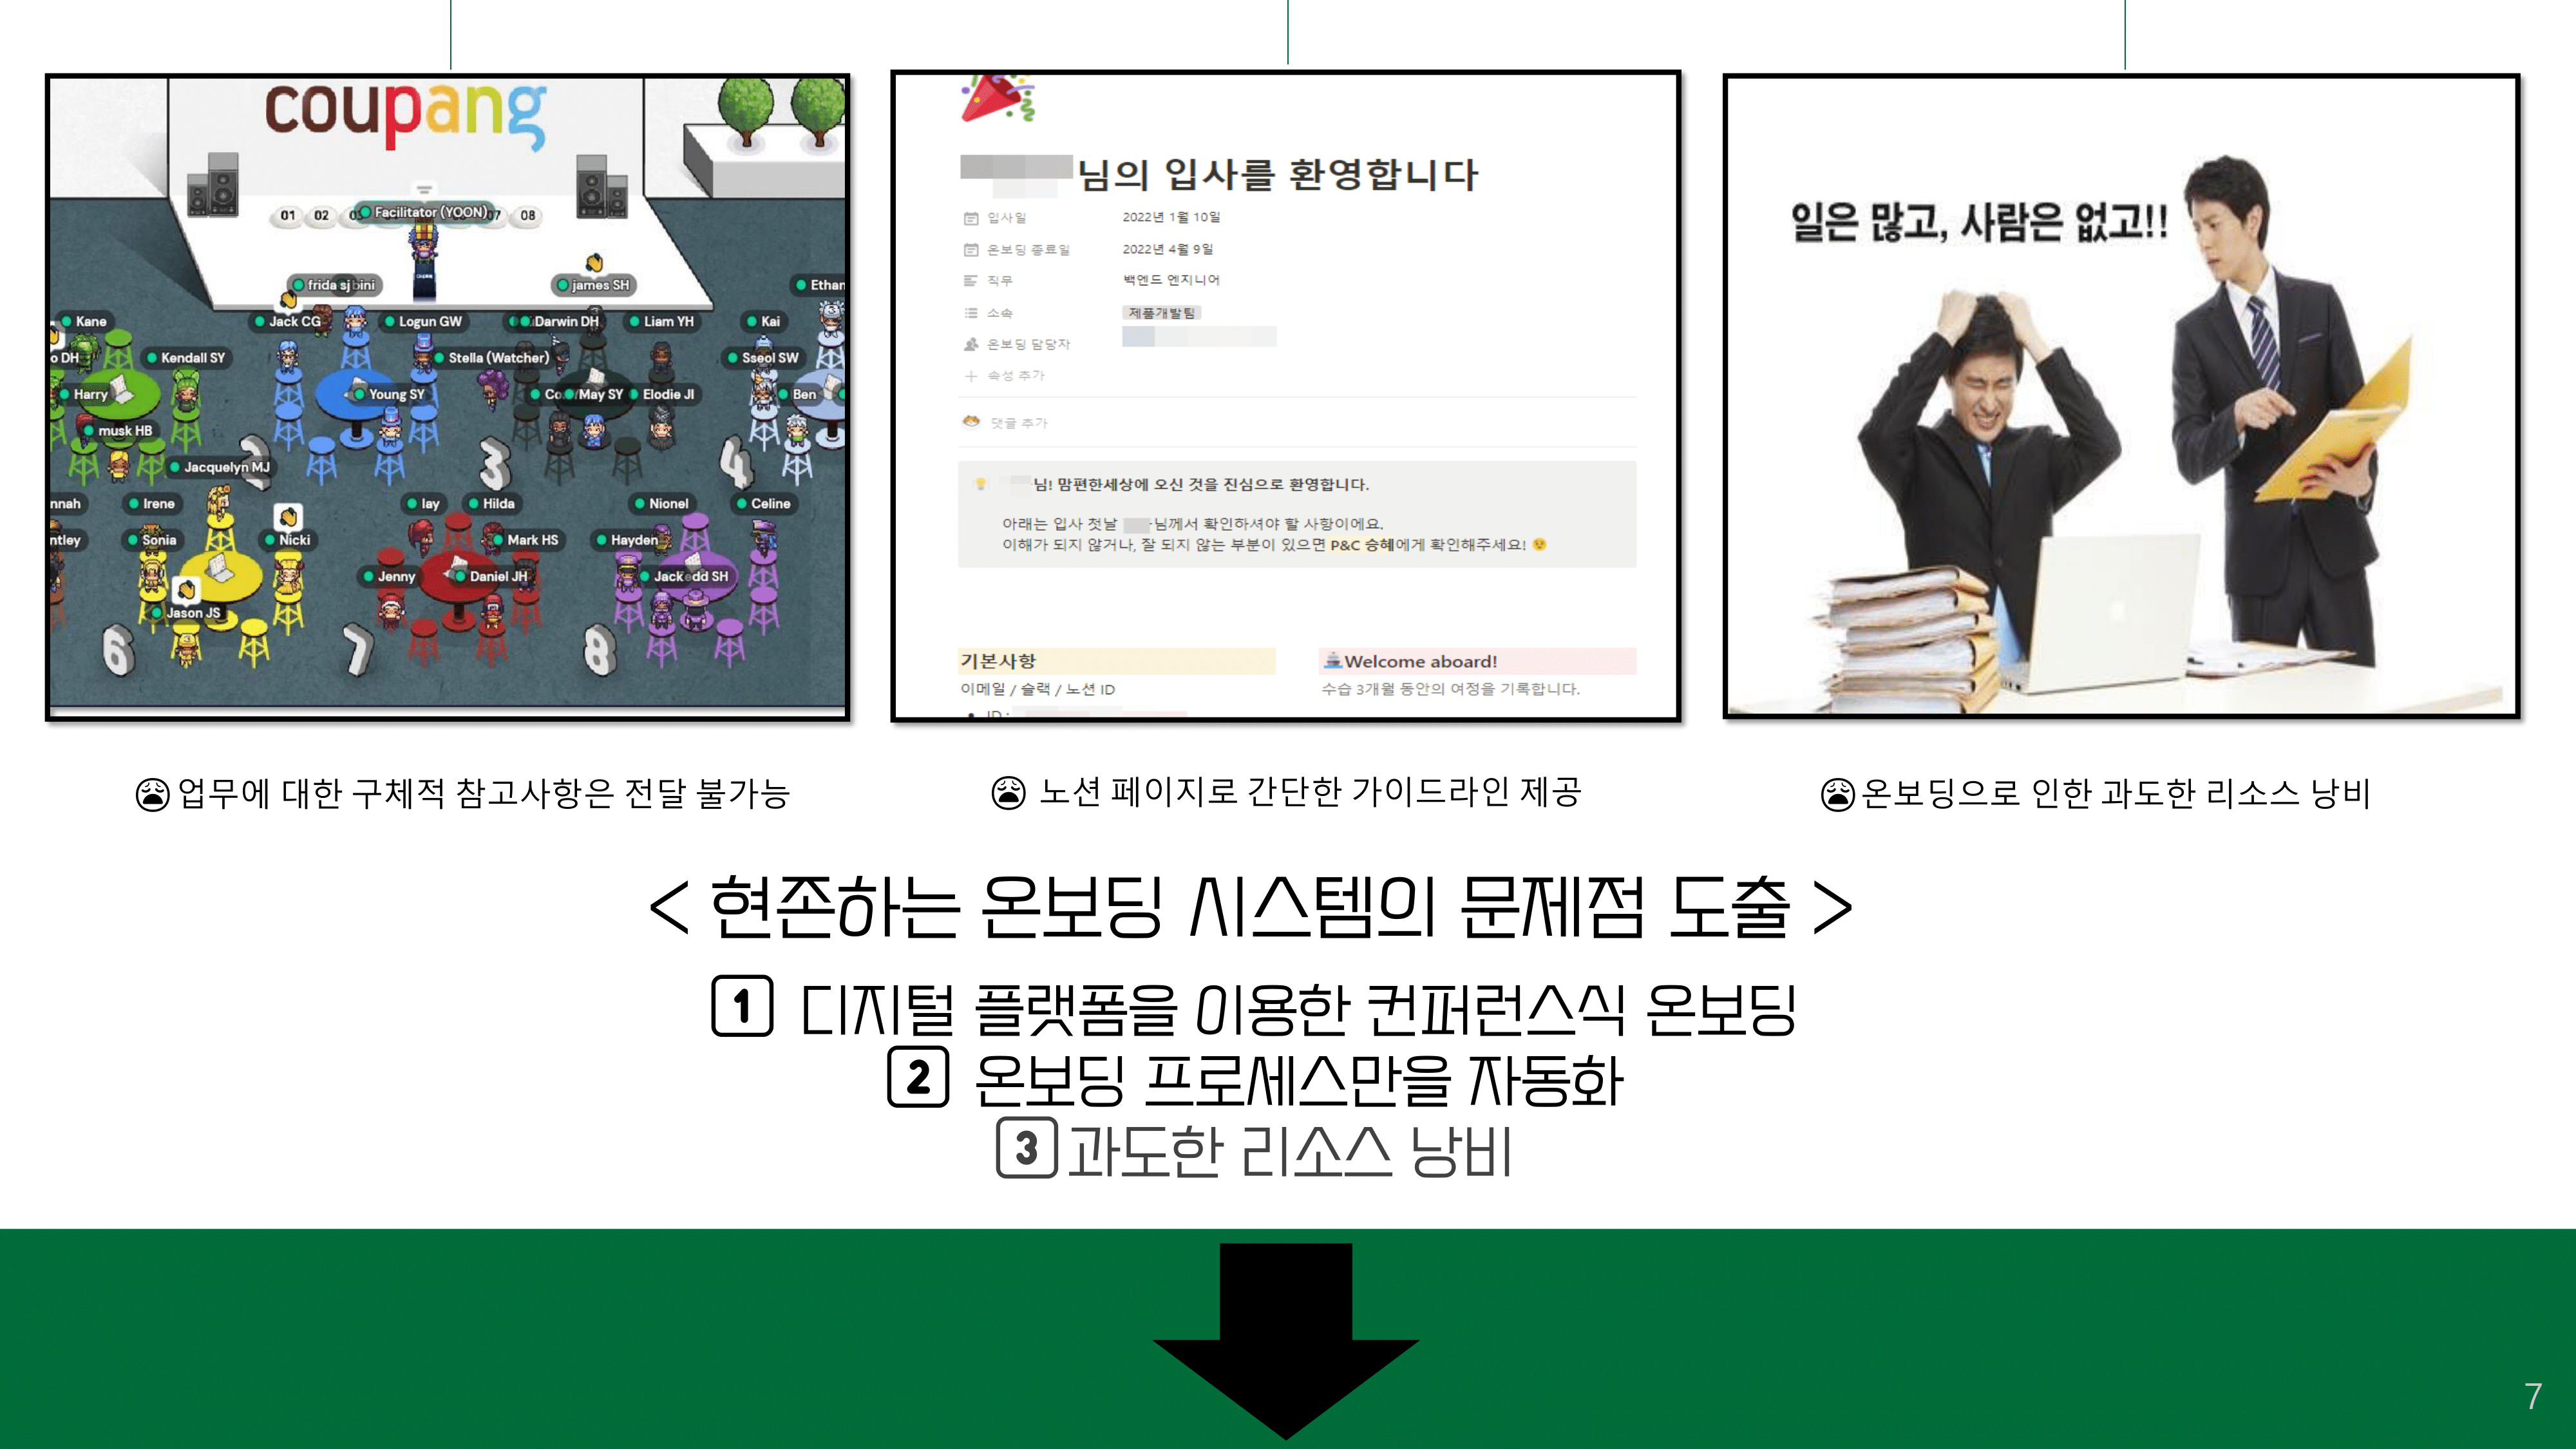 coupang
01 02 07 08
Facilitator (YOON)
frida sj bini
james SH
Ethan
Kane
Jack CG
Logun GW
Darwin DH
Liam YH
Kai
DH
Kendall SY
Stella (Watcher)
Sseol SW
Harry
Young SY
May SY
Elodie JI
Ben
musk HB
2
3
4
Jacquelyn MJ
nnah
Irene
lay
Hilda
Nionel
Celine
ntley
Sonia
Nicki
Mark HS
Hayden
Jenny
Daniel JH
Jack
dd SH
Jason JS
6
7
8
님의 입사를 환영합니다
입사일 2022년 1월 10일
온보딩 종료일 2022년 4월 9일
직무 백엔드 엔지니어
소속 제품개발팀
온보딩 담당자
속성 추가
댓글 추가
님! 맘편한세상에 오신 것을 진심으로 환영합니다.
아래는 입사 첫날 님께서 확인하셔야 할 사항이에요.
이해가 되지 않거나, 잘 되지 않는 부분이 있으면 P&C 승혜에게 확인해주세요! 😉
기본사항
이메일 / 슬랙 / 노션 ID
• ID :
🚢Welcome aboard!
수습 3개월 동안의 여정을 기록합니다.
일은 많고, 사람은 없고!!
😩업무에 대한 구체적 참고사항은 전달 불가능
😩 노션 페이지로 간단한 가이드라인 제공
😩온보딩으로 인한 과도한 리소스 낭비
< 현존하는 온보딩 시스템의 문제점 도출 >
1 디지털 플랫폼을 이용한 컨퍼런스식 온보딩
2 온보딩 프로세스만을 자동화
3 과도한 리소스 낭비
7